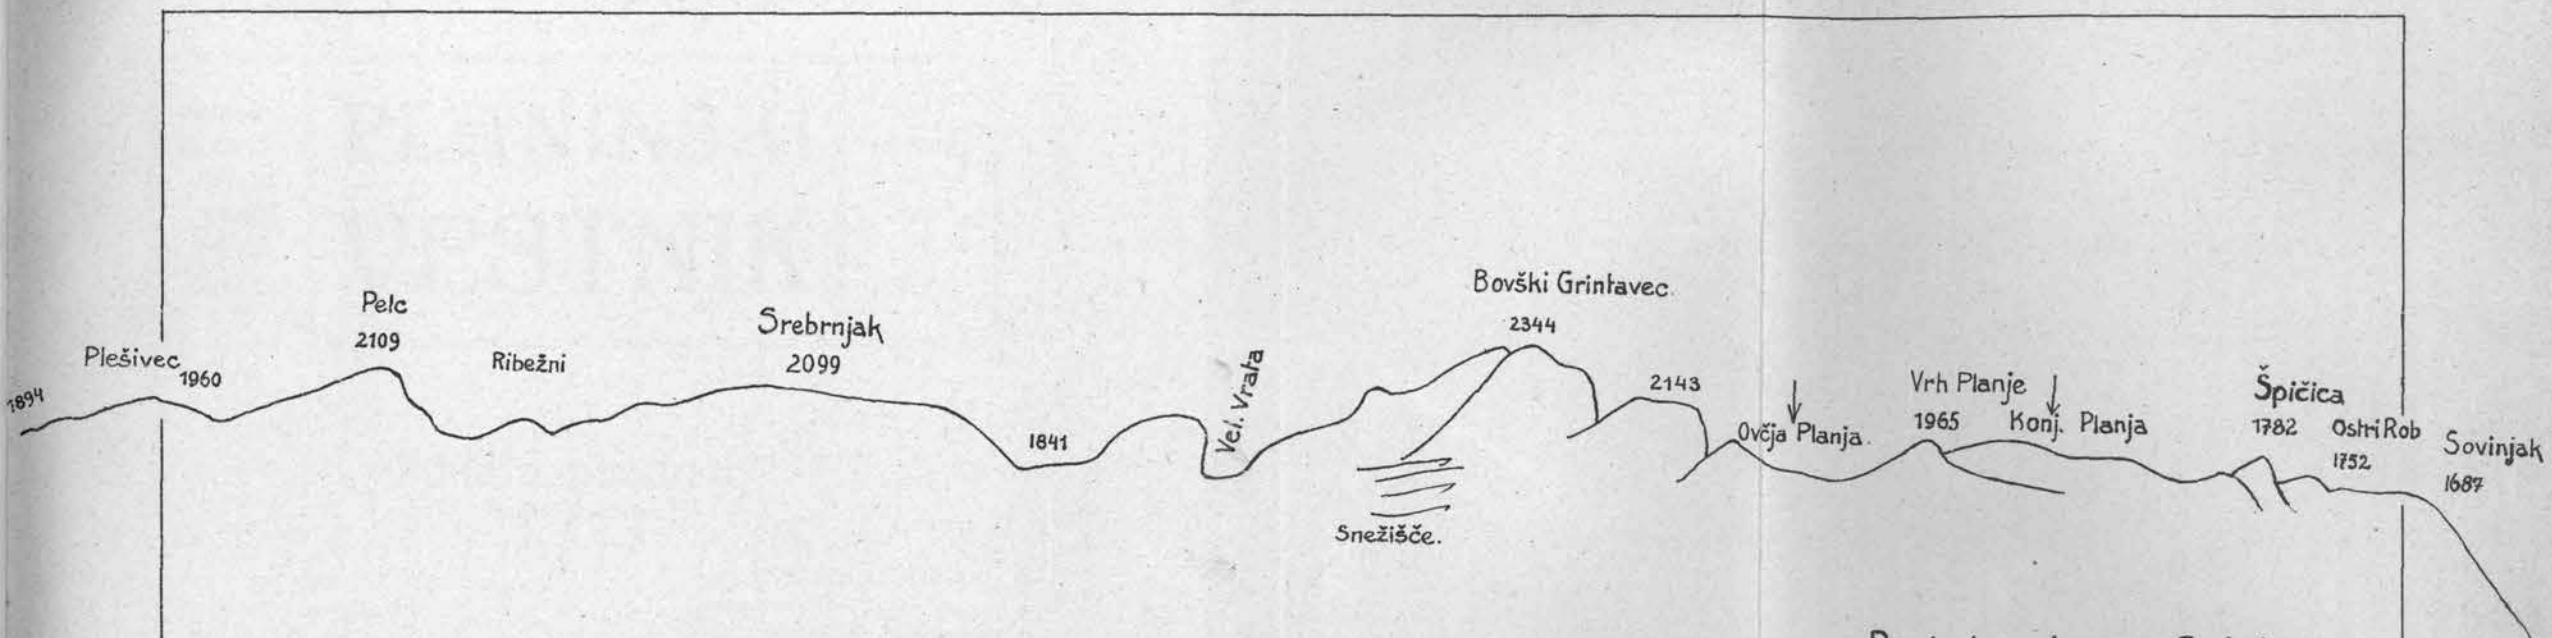 1894
Plešivec
1960
Pelc
2109
Ribežni
Srebrnjak
2099
1841
Vel. Vrata
Snežišče.
Bovški Grintavec.
2344
2143
Ovčja Planja.
Vrh Planje
1965
Konj. Planja
Špičica
1782
Ostri Rob
1752
Sovinjak
1687